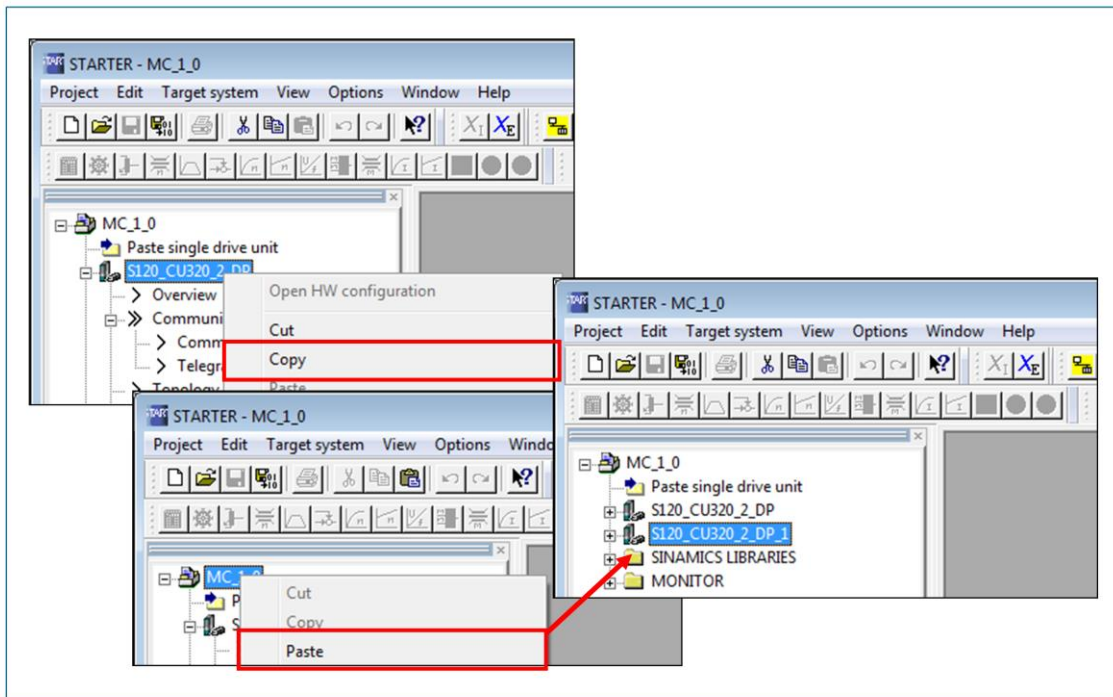 STARTER - MC_1_0
Project Edit Target system View Options Window Help
MC_1_0
Paste single drive unit
S120_CU320_2_DP
Overview
Open HW configuration
Communi
Cut
Comm
Copy
Telegra
Topology
Paste
STARTER - MC_1_0
Project Edit Target system View Options Windo
MC_1_0
P
Cut
S
Copy
Paste
STARTER - MC_1_0
Project Edit Target system View Options Window Help
MC_1_0
Paste single drive unit
S120_CU320_2_DP
S120_CU320_2_DP_1
SINAMICS LIBRARIES
MONITOR